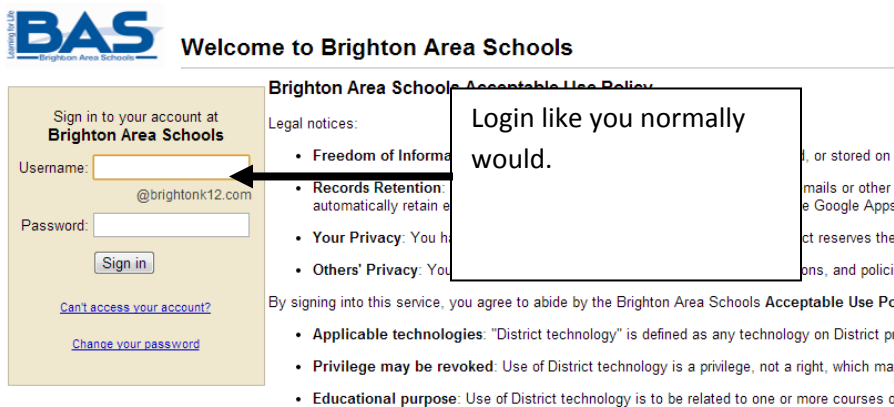 Learning for Life
BAS
Brighton Area Schools
Welcome to Brighton Area Schools
Sign in to your account at
Brighton Area Schools
Username:
@brightonk12.com
Password:
Sign in
Can't access your account?
Change your password
Brighton Area Schools Acceptable Use Policy
Legal notices:
• Freedom of Informa , or stored on
• Records Retention: mails or other
automatically retain e Google Apps
• Your Privacy: You ct reserves the
• Others' Privacy: You ons, and polici
By signing into this service, you agree to abide by the Brighton Area Schools Acceptable Use Po
• Applicable technologies: "District technology" is defined as any technology on District p
• Privilege may be revoked: Use of District technology is a privilege, not a right, which ma
• Educational purpose: Use of District technology is to be related to one or more courses o
Login like you normally
would.